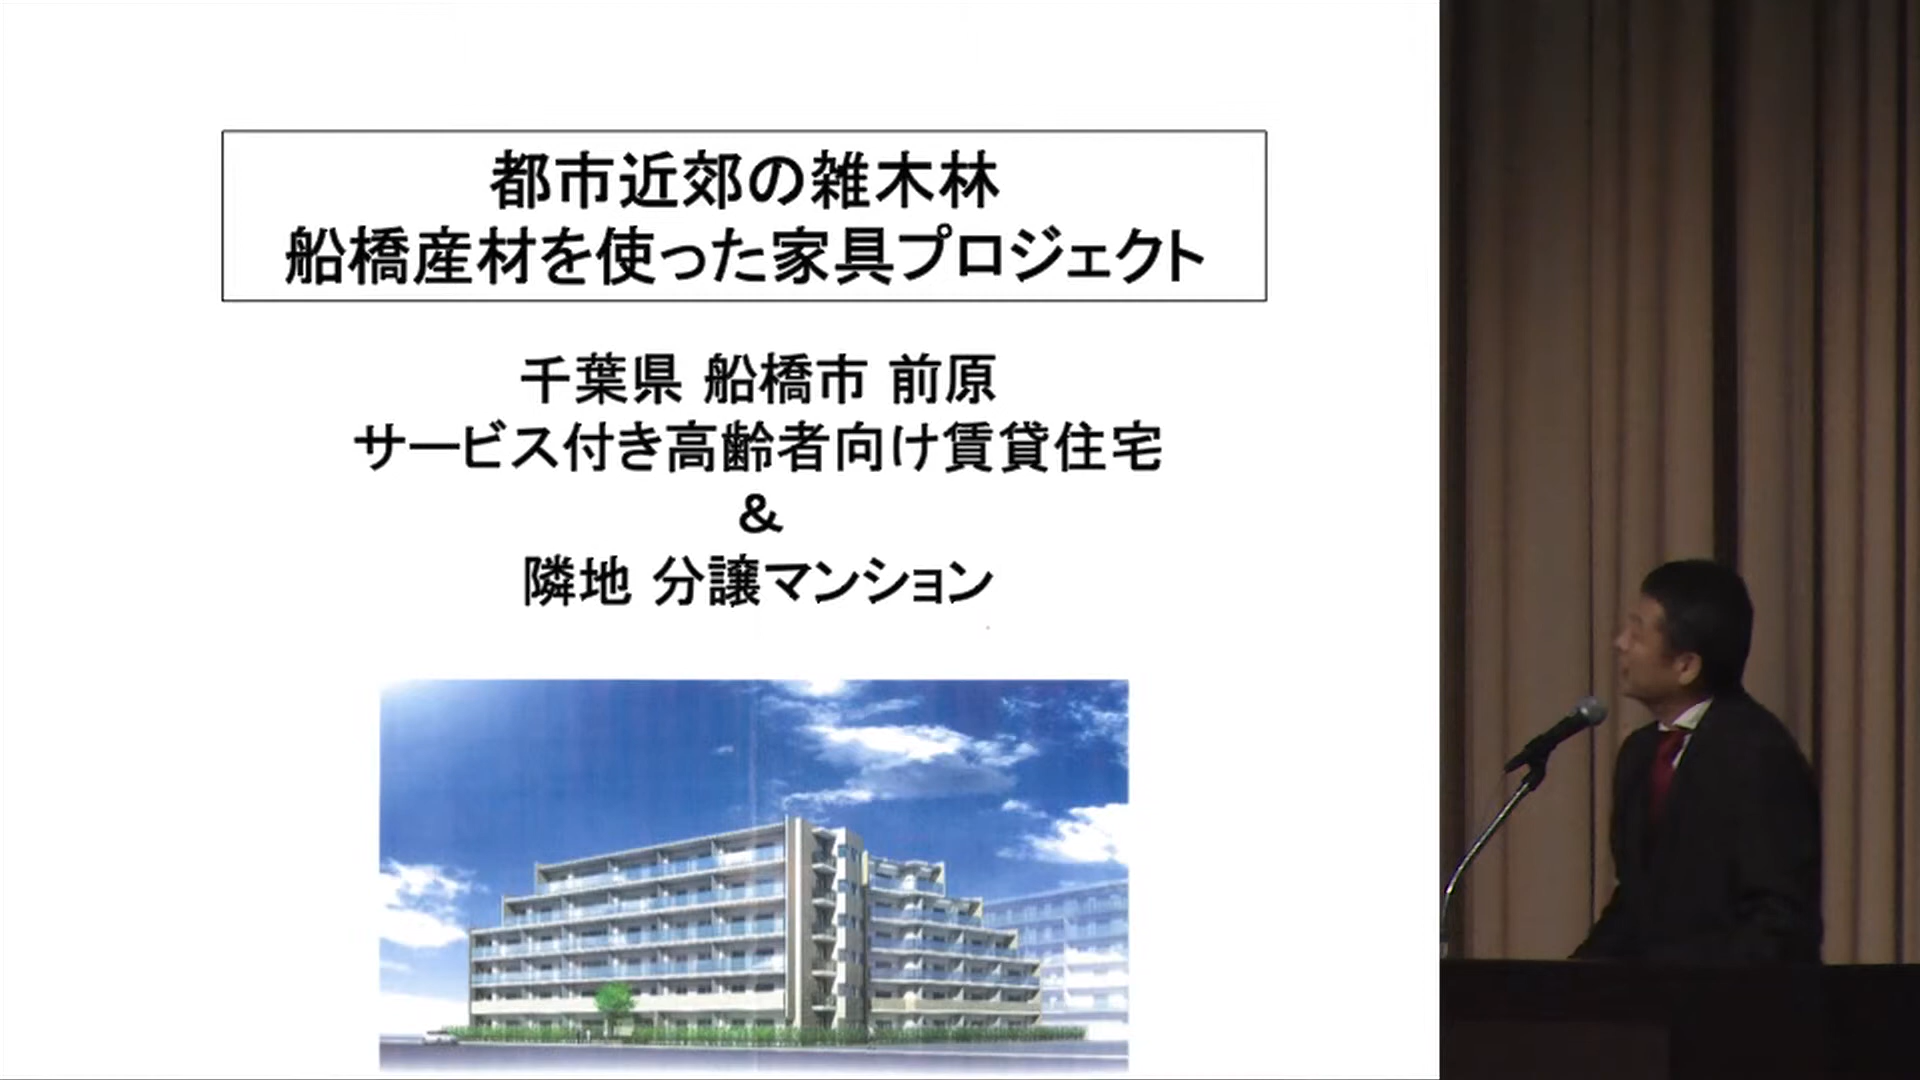 都市近郊の雑木林
船橋産材を使った家具プロジェクト
千葉県 船橋市 前原
サービス付き高齢者向け賃貸住宅
&
隣地 分譲マンション